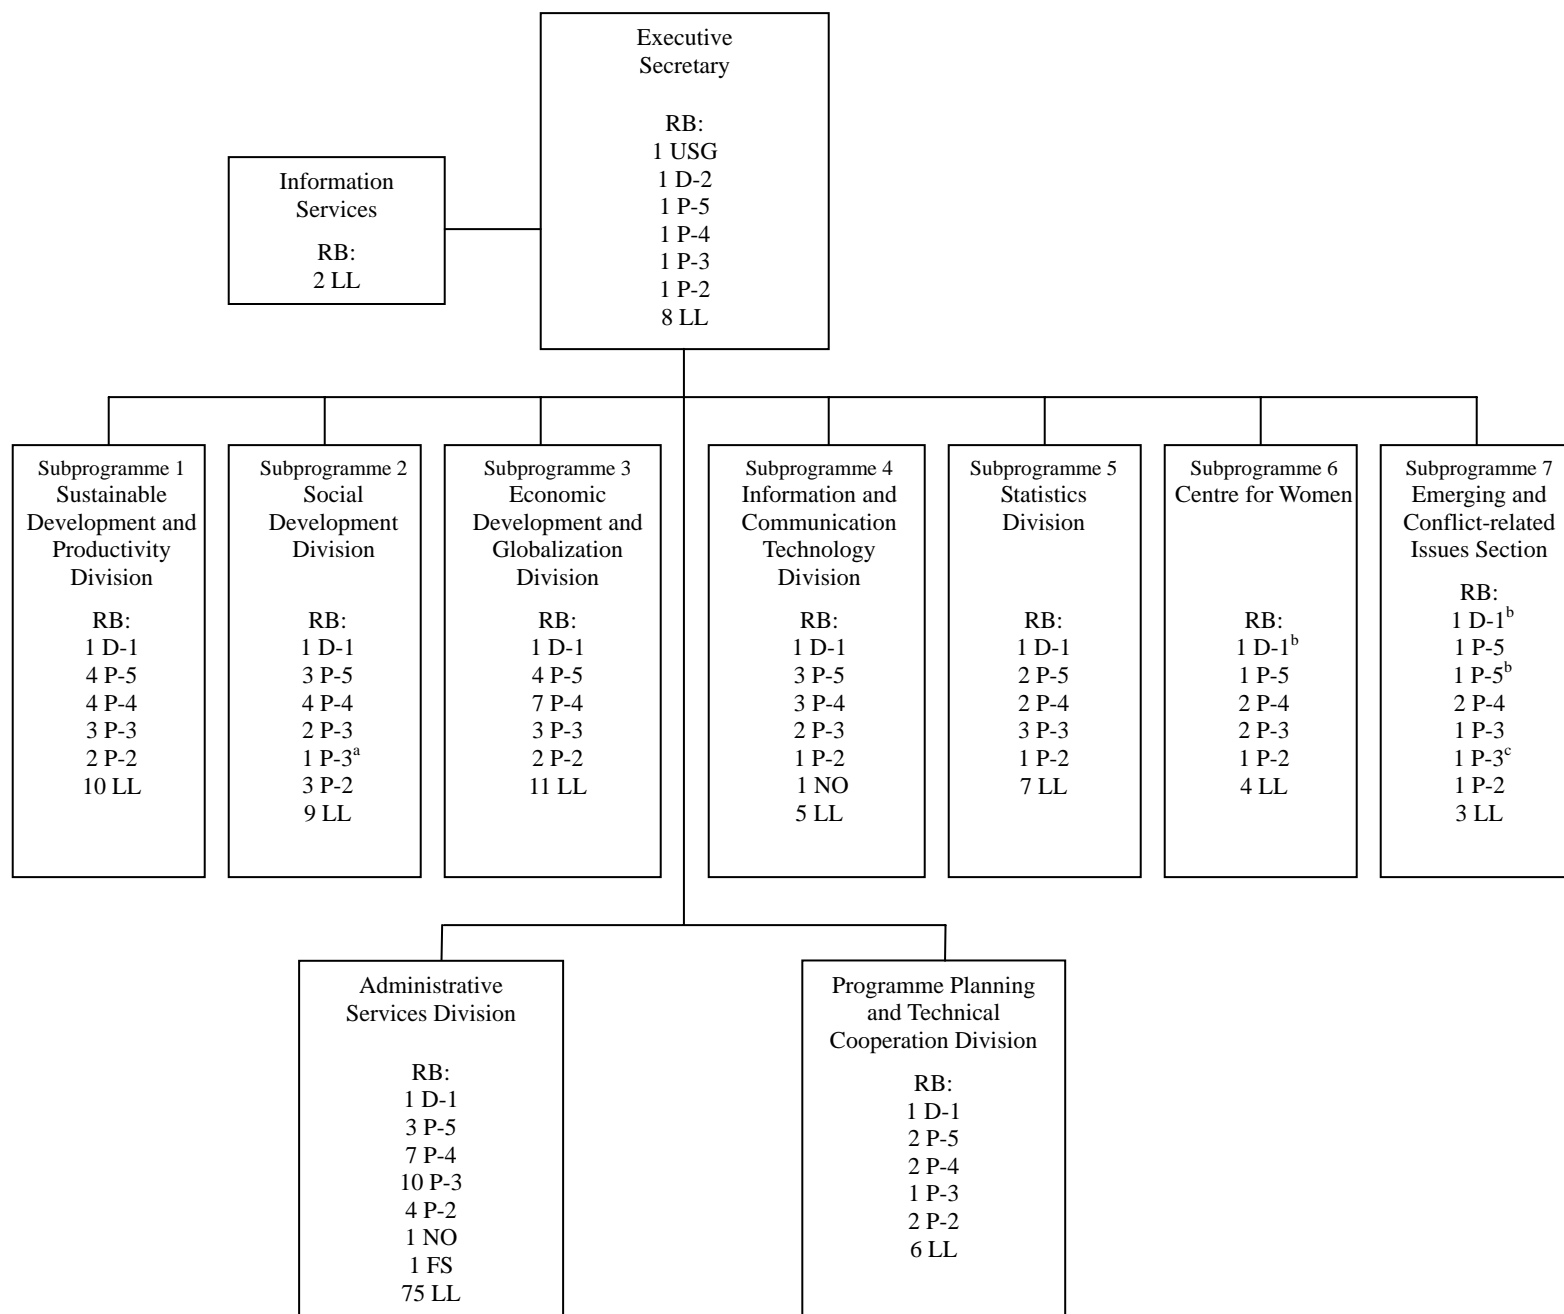 Executive
Secretary
RB:
1 USG
1 D-2
1 P-5
1 P-4
1 P-3
1 P-2
8 LL
Information
Services
RB:
2 LL
Subprogramme 1
Sustainable
Development and
Productivity
Division
RB:
1 D-1
4 P-5
4 P-4
3 P-3
2 P-2
10 LL
Subprogramme 2
Social
Development
Division
RB:
1 D-1
3 P-5
4 P-4
2 P-3
1 P-3a
3 P-2
9 LL
Subprogramme 3
Economic
Development and
Globalization
Division
RB:
1 D-1
4 P-5
7 P-4
3 P-3
2 P-2
11 LL
Subprogramme 4
Information and
Communication
Technology
Division
RB:
1 D-1
3 P-5
3 P-4
2 P-3
1 P-2
1 NO
5 LL
Subprogramme 5
Statistics
Division
RB:
1 D-1
2 P-5
2 P-4
3 P-3
1 P-2
7 LL
Subprogramme 6
Centre for Women
RB:
1 D-1b
1 P-5
2 P-4
2 P-3
1 P-2
4 LL
Subprogramme 7
Emerging and
Conflict-related
Issues Section
RB:
1 D-1b
1 P-5
1 P-5b
2 P-4
1 P-3
1 P-3c
1 P-2
3 LL
Administrative
Services Division
RB:
1 D-1
3 P-5
7 P-4
10 P-3
4 P-2
1 NO
1 FS
75 LL
Programme Planning
and Technical
Cooperation Division
RB:
1 D-1
2 P-5
2 P-4
1 P-3
2 P-2
6 LL